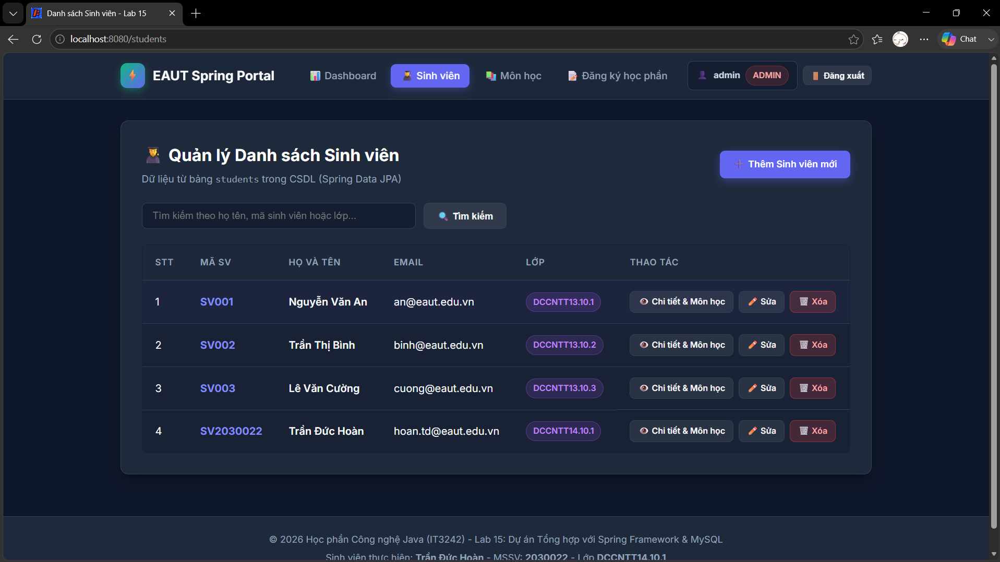 Danh sách Sinh viên - Lab 15
localhost:8080/students
Chat
EAUT Spring Portal
Dashboard
Sinh viên
Môn học
Đăng ký học phần
admin ADMIN
Đăng xuất
Quản lý Danh sách Sinh viên
Thêm Sinh viên mới
Dữ liệu từ bảng students trong CSDL (Spring Data JPA)
Tìm kiếm theo họ tên, mã sinh viên hoặc lớp...
Tìm kiếm
STT MÃ SV HỌ VÀ TÊN EMAIL LỚP THAO TÁC
1 SV001 Nguyễn Văn An an@eaut.edu.vn DCCNTT13.10.1 Chi tiết & Môn học Sửa Xóa
2 SV002 Trần Thị Bình binh@eaut.edu.vn DCCNTT13.10.2 Chi tiết & Môn học Sửa Xóa
3 SV003 Lê Văn Cường cuong@eaut.edu.vn DCCNTT13.10.3 Chi tiết & Môn học Sửa Xóa
4 SV2030022 Trần Đức Hoàn hoan.td@eaut.edu.vn DCCNTT14.10.1 Chi tiết & Môn học Sửa Xóa
© 2026 Học phần Công nghệ Java (IT3242) - Lab 15: Dự án Tổng hợp với Spring Framework & MySQL
Sinh viên thực hiện: Trần Đức Hoàn - MSSV: 2030022 - Lớp DCCNTT14.10.1